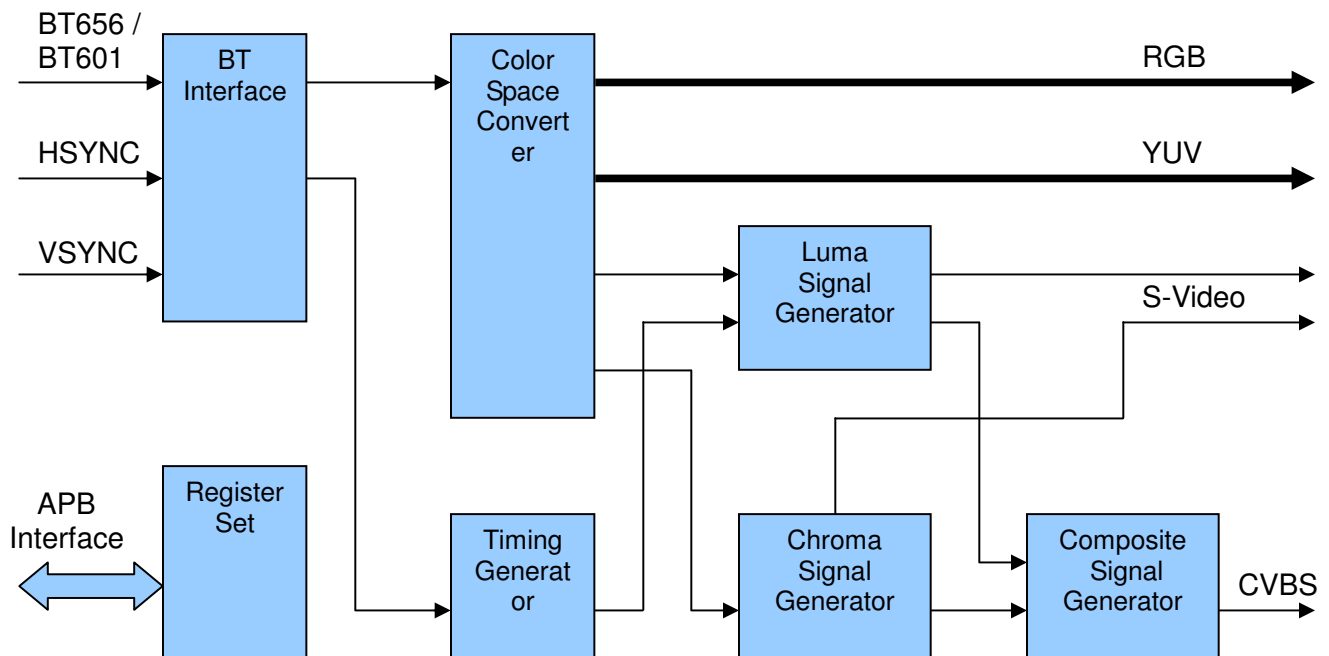 BT656 /
BT601
HSYNC
VSYNC
BT
Interface
Color
Space
Convert
er
RGB
YUV
Luma
Signal
Generator
S-Video
APB
Interface
Register
Set
Timing
Generat
or
Chroma
Signal
Generator
Composite
Signal
Generator
CVBS